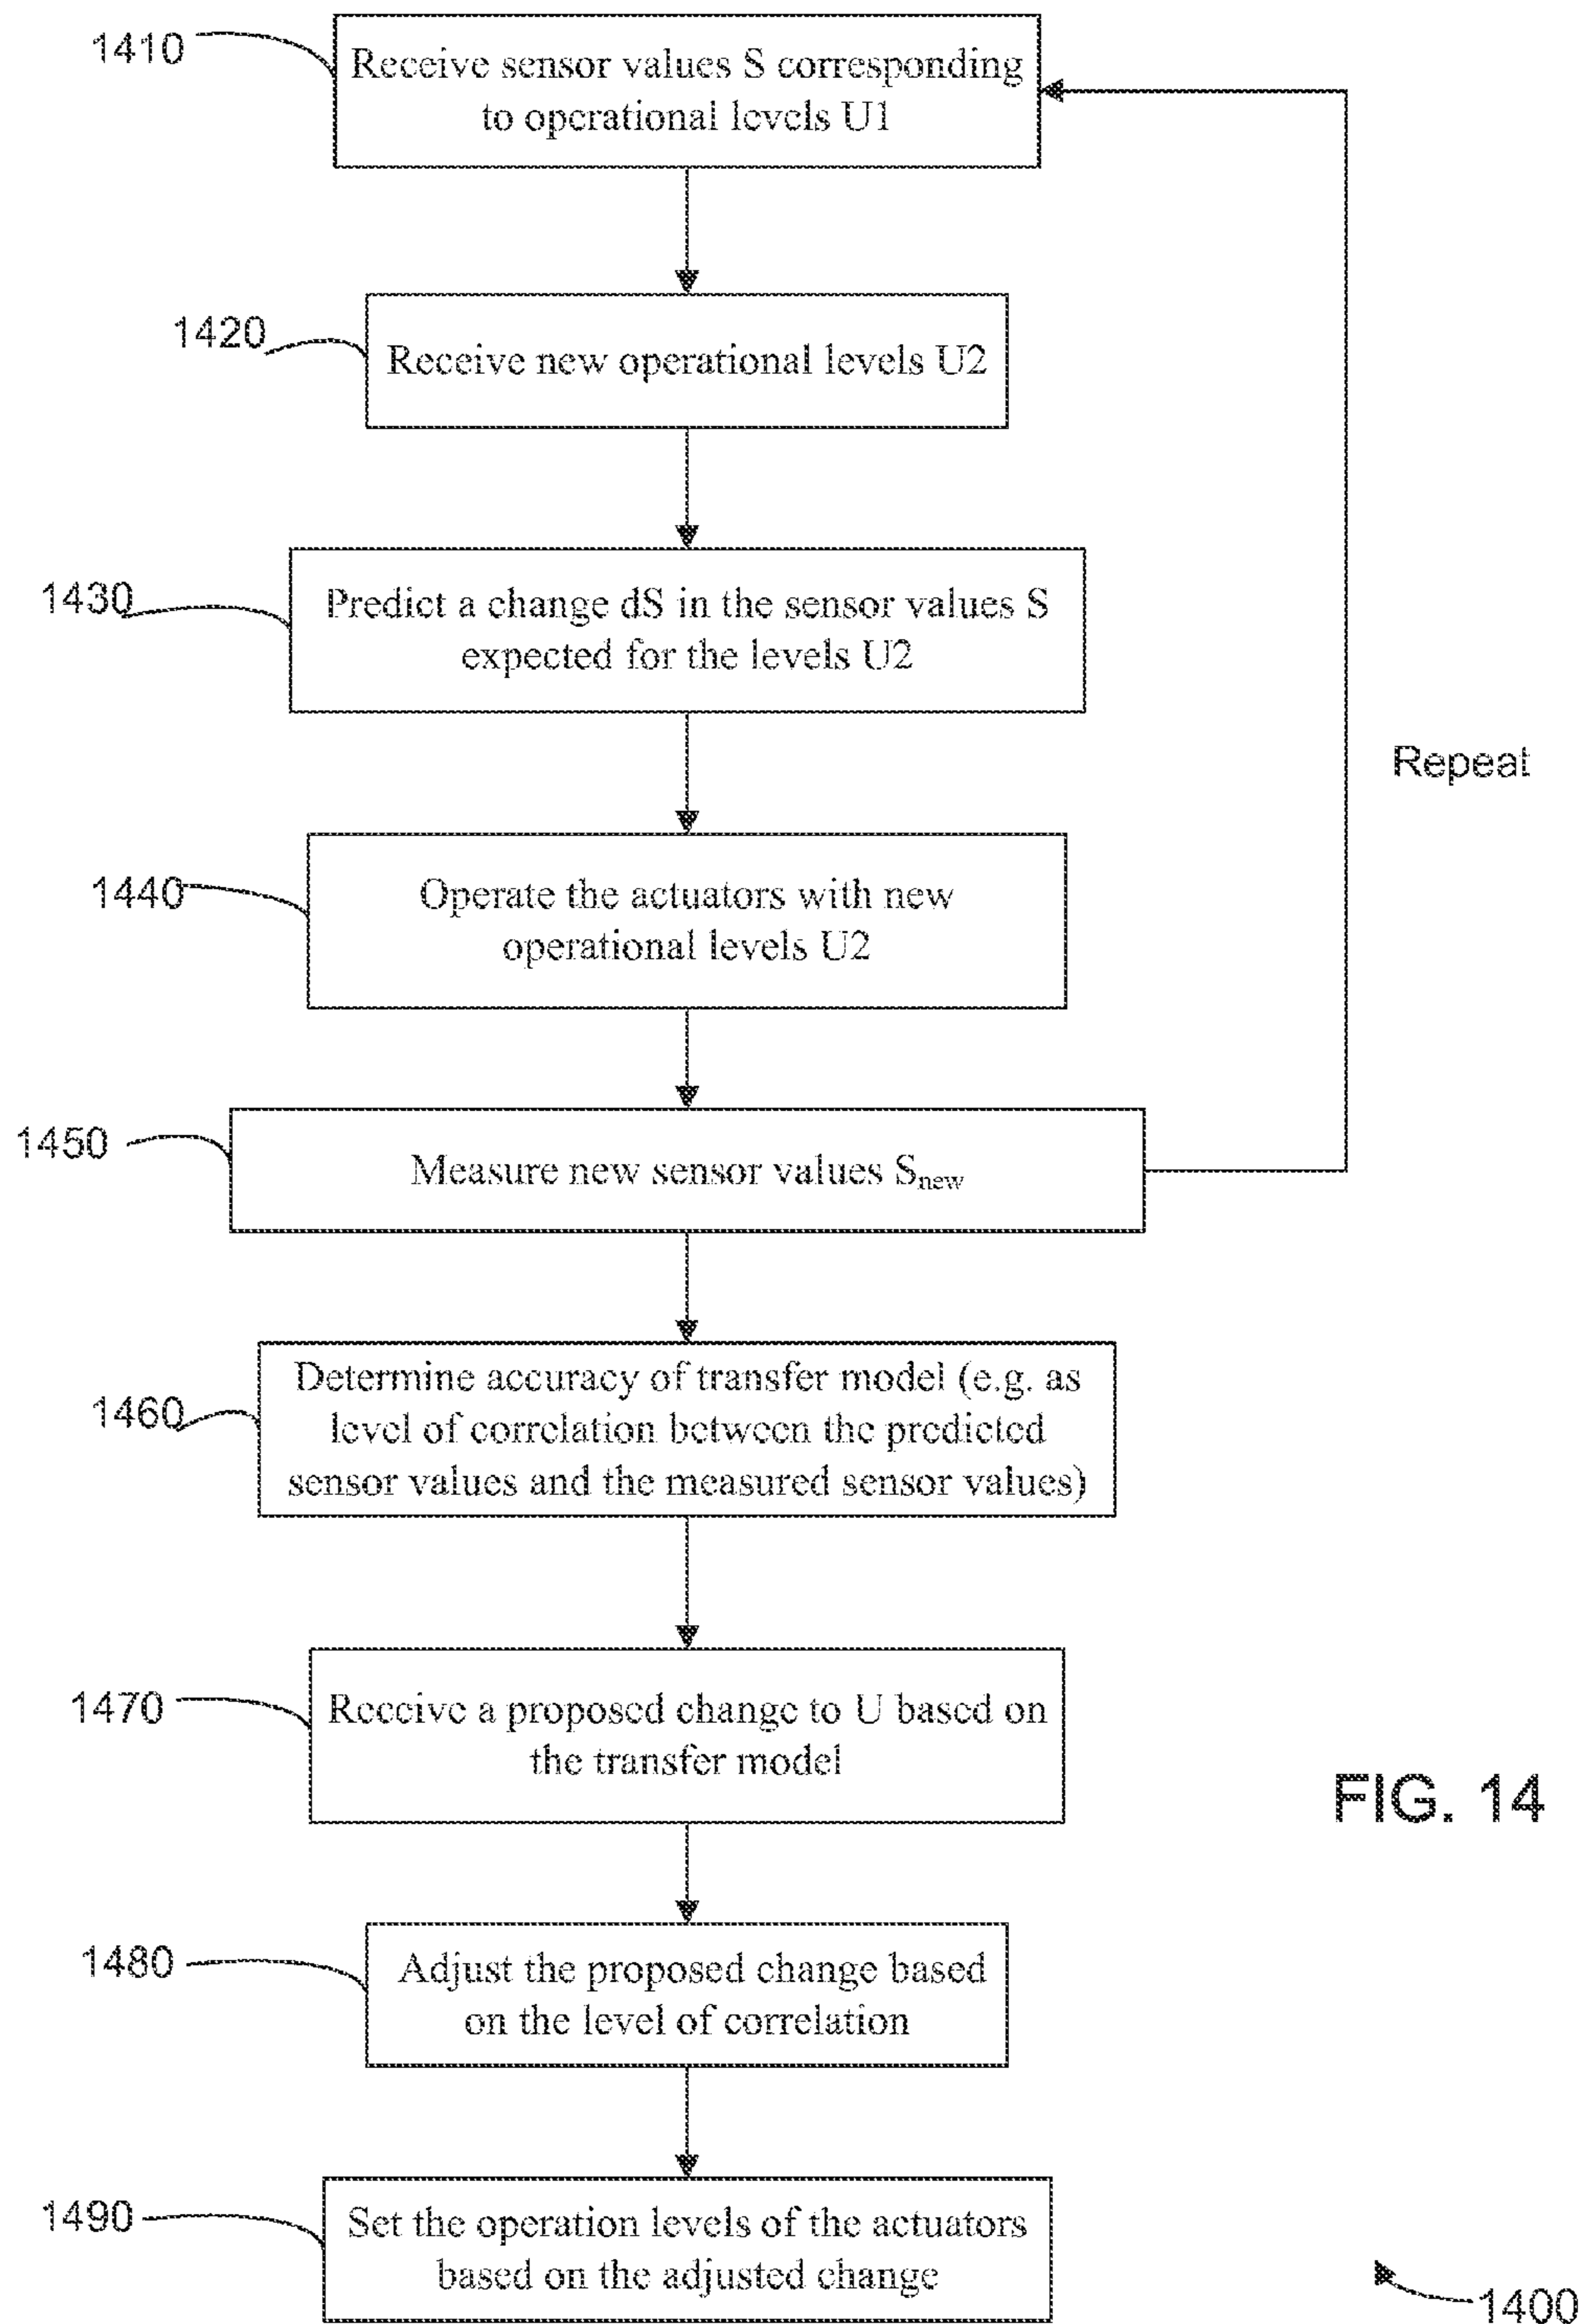 1410
Receive sensor values S corresponding
to operational levels U1
1420
Receive new operational levels U2
1430
Predict a change dS in the sensor values S
expected for the levels U2
Repeat
1440
Operate the actuators with new
operational levels U2
1450
Measure new sensor values Snew
1460
Determine accuracy of transfer model (e.g. as
level of correlation between the predicted
sensor values and the measured sensor values)
1470
Receive a proposed change to U based on
the transfer model
FIG. 14
1480
Adjust the proposed change based
on the level of correlation
1490
Set the operation levels of the actuators
based on the adjusted change
1400